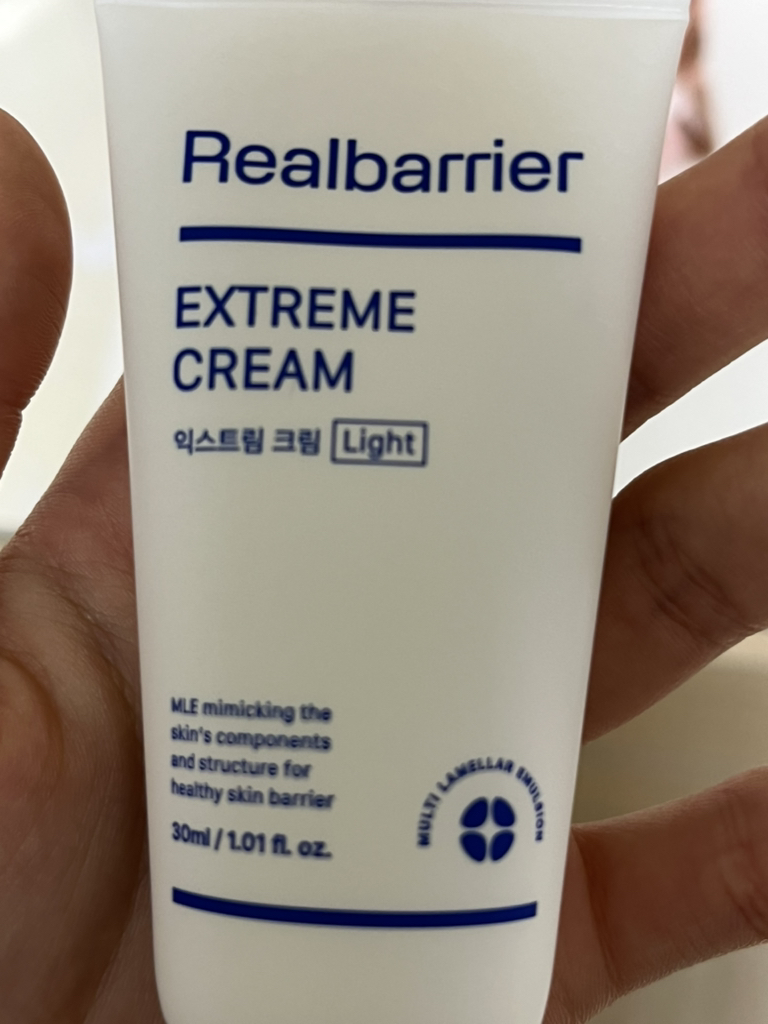 Realbarrier
EXTREME
CREAM
익스트림 크림 Light
MLE mimicking the
skin's components
and structure for
healthy skin barrier
30ml / 1.01 fl. oz.
MULTI LAMELLAR EMULSION